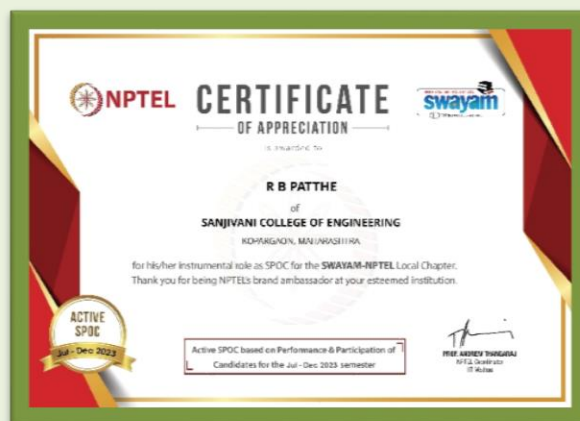 NPTEL
CERTIFICATE
OF APPRECIATION
swayam
is awarded to
R B PATTHE
of
SANJIVANI COLLEGE OF ENGINEERING
KOPARGAON, MAHARASHTRA
for his/her instrumental role as SPOC for the SWAYAM-NPTEL Local Chapter.
Thank you for being NPTEL's brand ambassador at your esteemed institution.
ACTIVE
SPOC
Jul - Dec 2023
Active SPOC based on Performance & Participation of
Candidates for the Jul - Dec 2023 semester
PROF. ANDREW THANGARAJ
NPTEL Coordinator
IIT Madras